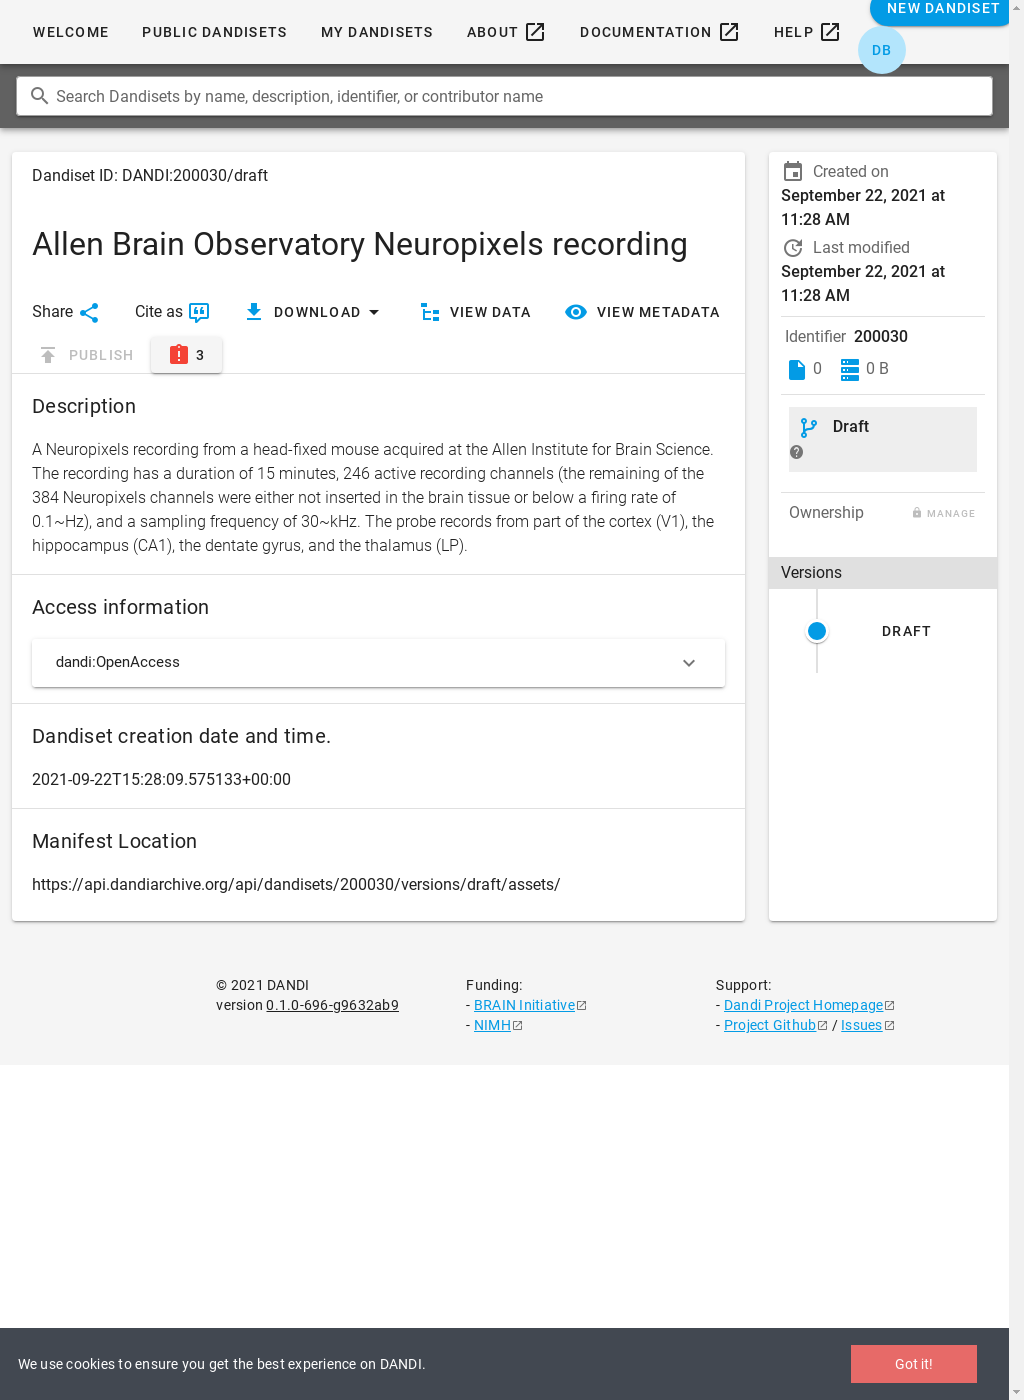 WELCOME
PUBLIC DANDISETS
MY DANDISETS
ABOUT
DOCUMENTATION
HELP
NEW DANDISET
DB
Search Dandisets by name, description, identifier, or contributor name
Dandiset ID: DANDI:200030/draft
Allen Brain Observatory Neuropixels recording
Share
Cite as
DOWNLOAD
VIEW DATA
VIEW METADATA
PUBLISH
3
Description
A Neuropixels recording from a head-fixed mouse acquired at the Allen Institute for Brain Science.
The recording has a duration of 15 minutes, 246 active recording channels (the remaining of the
384 Neuropixels channels were either not inserted in the brain tissue or below a firing rate of
0.1~Hz), and a sampling frequency of 30~kHz. The probe records from part of the cortex (V1), the
hippocampus (CA1), the dentate gyrus, and the thalamus (LP).
Access information
dandi:OpenAccess
Dandiset creation date and time.
2021-09-22T15:28:09.575133+00:00
Manifest Location
https://api.dandiarchive.org/api/dandisets/200030/versions/draft/assets/
Created on
September 22, 2021 at
11:28 AM
Last modified
September 22, 2021 at
11:28 AM
Identifier 200030
0
0 B
Draft
Ownership
MANAGE
Versions
DRAFT
© 2021 DANDI
version 0.1.0-696-g9632ab9
Funding:
- BRAIN Initiative
- NIMH
Support:
- Dandi Project Homepage
- Project Github / Issues
We use cookies to ensure you get the best experience on DANDI.
Got it!